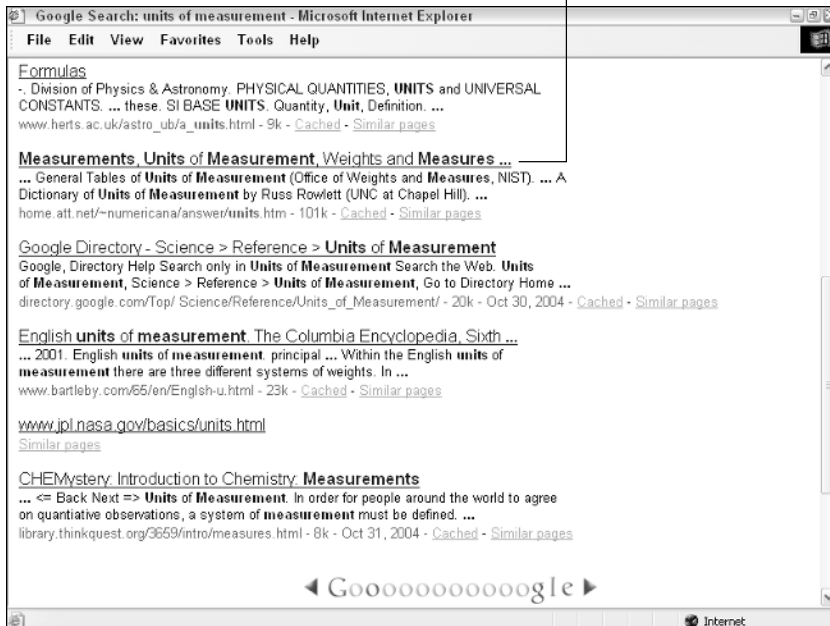 Google Search: units of measurement - Microsoft Internet Explorer
File Edit View Favorites Tools Help
Formulas
-. Division of Physics & Astronomy. PHYSICAL QUANTITIES, UNITS and UNIVERSAL
CONSTANTS. ... these. SI BASE UNITS. Quantity, Unit, Definition. ...
www.herts.ac.uk/astro_ub/a_units.html - 9k - Cached - Similar pages
Measurements, Units of Measurement, Weights and Measures ...
... General Tables of Units of Measurement (Office of Weights and Measures, NIST). ... A
Dictionary of Units of Measurement by Russ Rowlett (UNC at Chapel Hill). ...
home.att.net/~numericana/answer/units.htm - 101k - Cached - Similar pages
Google Directory - Science > Reference > Units of Measurement
Google, Directory Help Search only in Units of Measurement Search the Web. Units
of Measurement, Science > Reference > Units of Measurement, Go to Directory Home ...
directory.google.com/Top/ Science/Reference/Units_of_Measurement/ - 20k - Oct 30, 2004 - Cached - Similar pages
English units of measurement. The Columbia Encyclopedia, Sixth ...
... 2001. English units of measurement. principal ... Within the English units of
measurement there are three different systems of weights. In ...
www.bartleby.com/65/en/Englsh-u.html - 23k - Cached - Similar pages
www.jpl.nasa.gov/basics/units.html
Similar pages
CHEMystery: Introduction to Chemistry: Measurements
... <= Back Next => Units of Measurement. In order for people around the world to agree
on quantiative observations, a system of measurement must be defined. ...
library.thinkquest.org/3659/intro/measures.html - 8k - Oct 31, 2004 - Cached - Similar pages
Gooooooooooogle
Internet